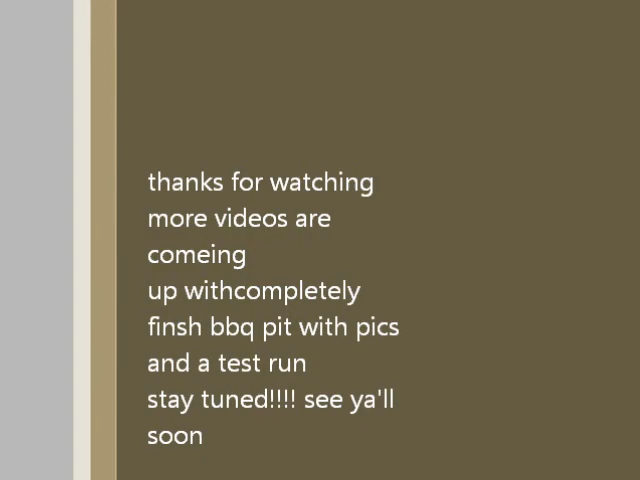 thanks for watching
more videos are
comeing
up withcompletely
finsh bbq pit with pics
and a test run
stay tuned!!!! see ya'll
soon